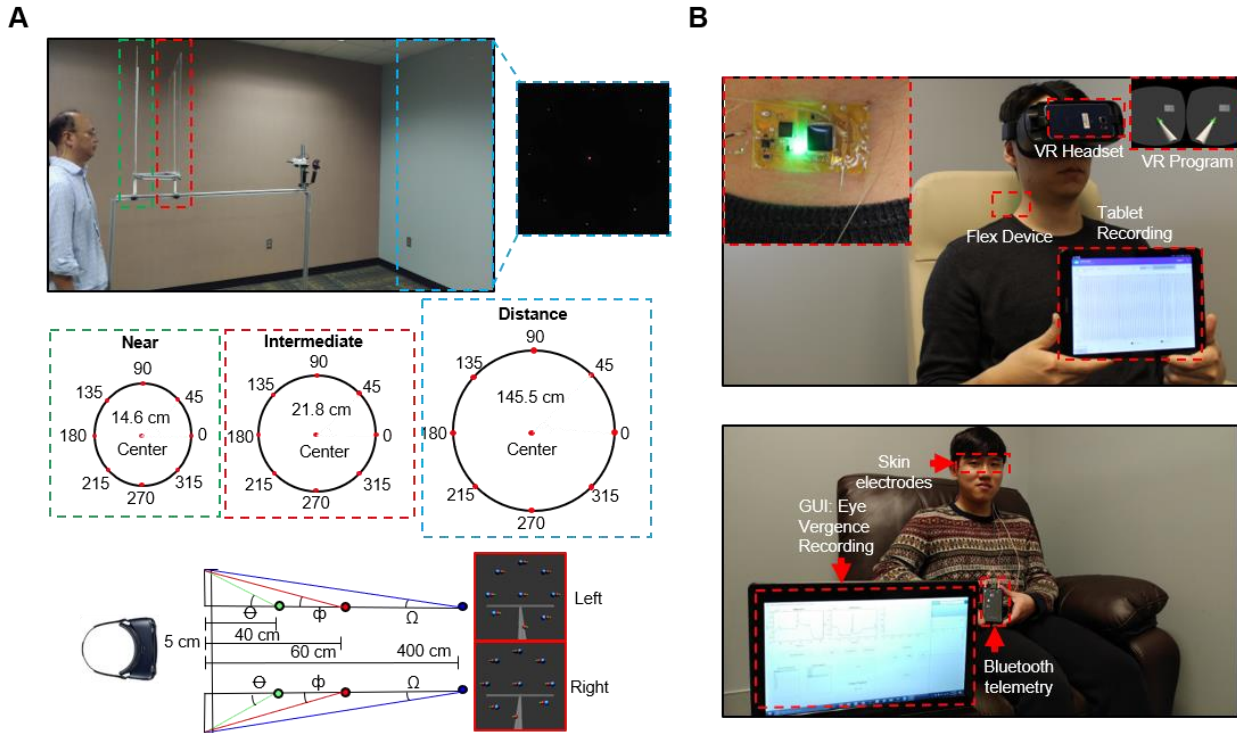 A
B
VR Headset
VR Program
Flex Device
Tablet
Recording
Near
90
135
45
14.6 cm
180
0
Center
215
315
270
Intermediate
90
135
45
21.8 cm
180
0
Center
215
315
270
Distance
90
135
45
145.5 cm
180
0
Center
215
315
270
Skin
electrodes
GUI: Eye
Vergence
Recording
Bluetooth
telemetry
Θ
ф
Ω
5 cm
40 cm
60 cm
400 cm
Θ
ф
Ω
Left
Right